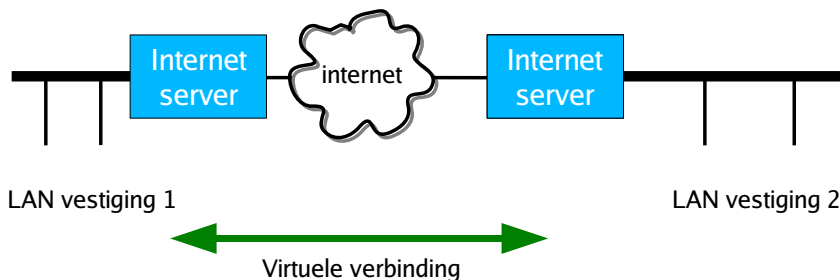 Internet
server
internet
Internet
server
LAN vestiging 1
LAN vestiging 2
Virtuele verbinding